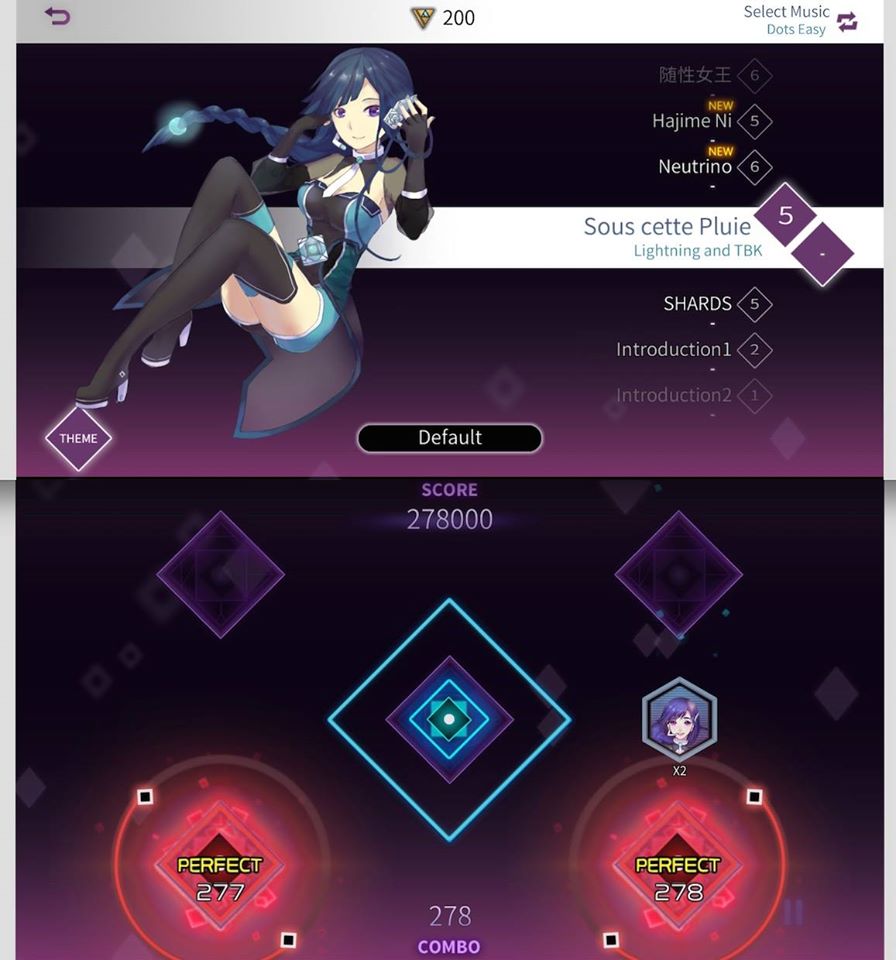 200
Select Music
Dots Easy
随性女王 6
NEW
Hajime Ni 5
-
NEW
Neutrino 6
-
Sous cette Pluie 5
Lightning and TBK -
SHARDS 5
-
Introduction1 2
-
Introduction2 1
-
THEME
Default
SCORE
278000
X2
PERFECT
277
PERFECT
278
278
COMBO